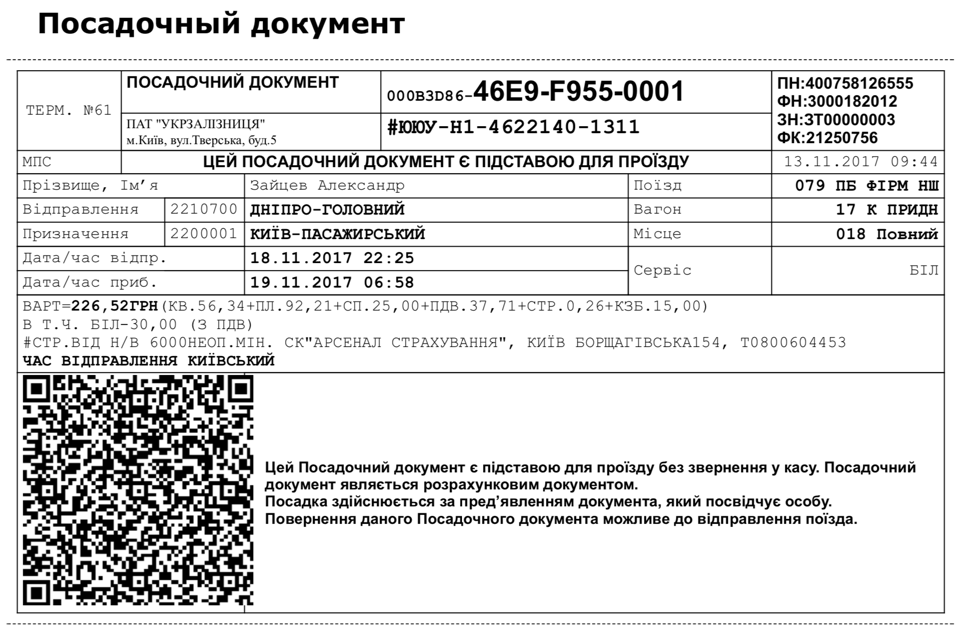 Посадочный документ
ТЕРМ. №61
ПОСАДОЧНИЙ ДОКУМЕНТ
000B3D86-46E9-F955-0001
ПН:400758126555
ФН:3000182012
ЗН:ЗТ00000003
ФК:21250756
ПАТ "УКРЗАЛІЗНИЦЯ"
м.Київ, вул.Тверська, буд.5
#ЮЮУ-Н1-4622140-1311
МПС ЦЕЙ ПОСАДОЧНИЙ ДОКУМЕНТ Є ПІДСТАВОЮ ДЛЯ ПРОЇЗДУ 13.11.2017 09:44
Прізвище, Ім’я Зайцев Александр Поїзд 079 ПБ ФІРМ НШ
Відправлення 2210700 ДНІПРО-ГОЛОВНИЙ Вагон 17 К ПРИДН
Призначення 2200001 КИЇВ-ПАСАЖИРСЬКИЙ Місце 018 Повний
Дата/час відпр. 18.11.2017 22:25
Сервіс БІЛ
Дата/час приб. 19.11.2017 06:58
ВАРТ=226,52ГРН(КВ.56,34+ПЛ.92,21+СП.25,00+ПДВ.37,71+СТР.0,26+КЗБ.15,00)
В Т.Ч. БІЛ-30,00 (З ПДВ)
#СТР.ВІД Н/В 6000НЕОП.МІН. СК"АРСЕНАЛ СТРАХУВАННЯ", КИЇВ БОРЩАГІВСЬКА154, Т0800604453
ЧАС ВІДПРАВЛЕННЯ КИЇВСЬКИЙ
Цей Посадочний документ є підставою для проїзду без звернення у касу. Посадочний
документ являється розрахунковим документом.
Посадка здійснюється за пред’явленням документа, який посвідчує особу.
Повернення даного Посадочного документа можливе до відправлення поїзда.